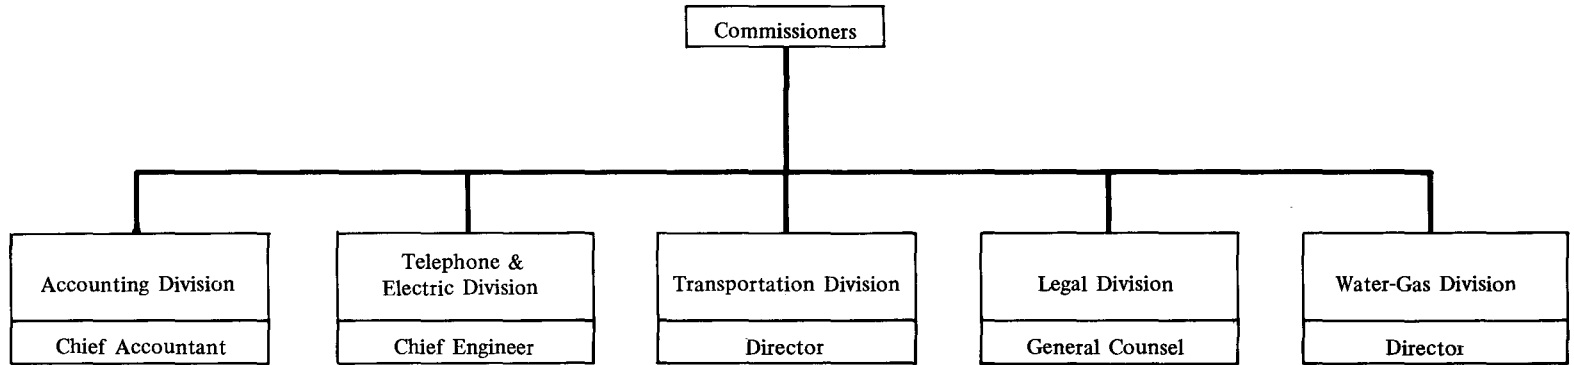 Commissioners
Accounting Division
Chief Accountant
Telephone &
Electric Division
Chief Engineer
Transportation Division
Director
Legal Division
General Counsel
Water-Gas Division
Director